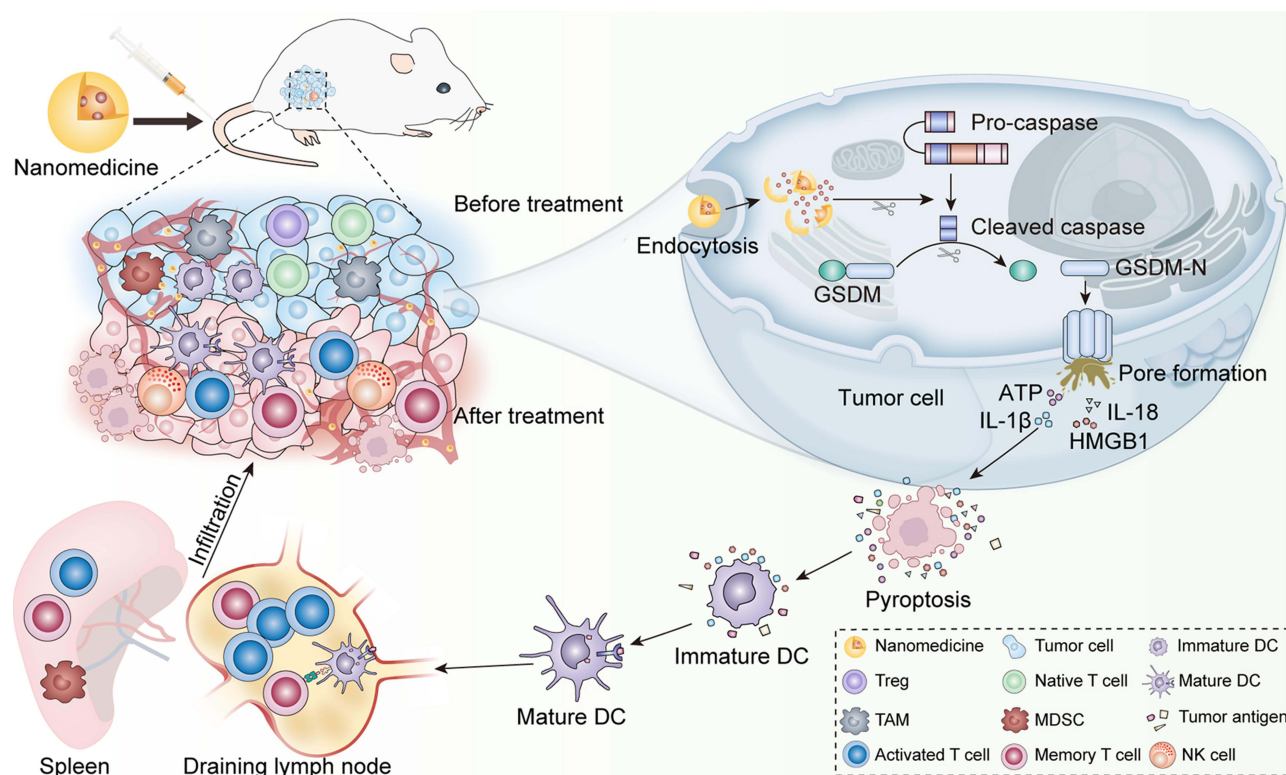 Nanomedicine
Before treatment
After treatment
Infiltration
Spleen
Draining lymph node
Endocytosis
Pro-caspase
Cleaved caspase
GSDM
GSDM-N
Pore formation
Tumor cell
ATP
IL-1β
IL-18
HMGB1
Pyroptosis
Immature DC
Mature DC
Nanomedicine
Tumor cell
Immature DC
Treg
Native T cell
Mature DC
TAM
MDSC
Tumor antigen
Activated T cell
Memory T cell
NK cell